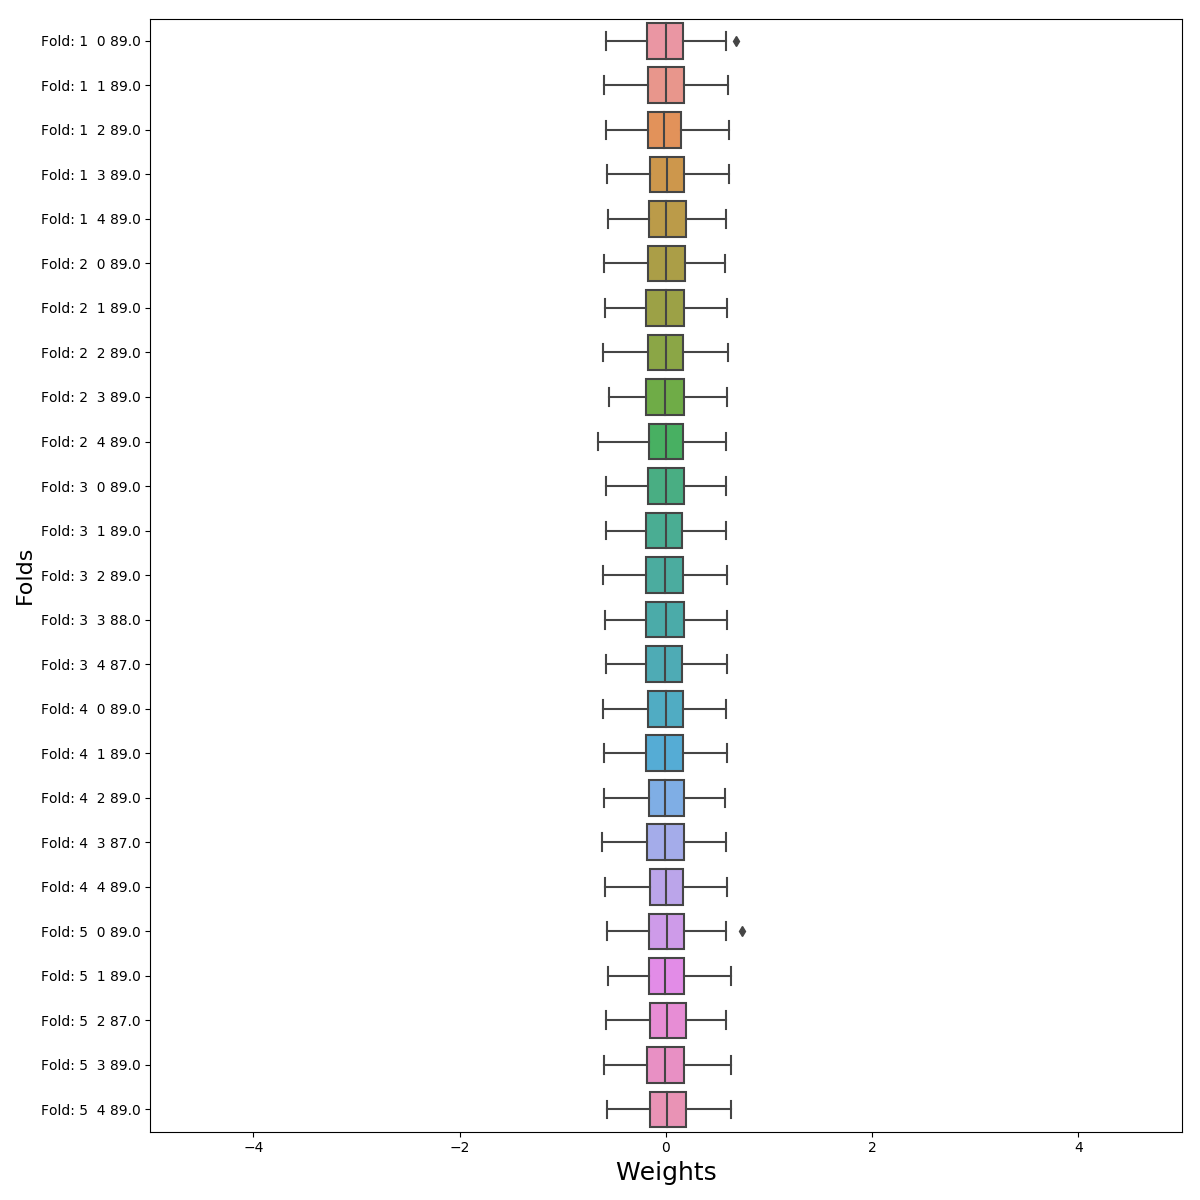 Fold: 1  0 89.0
Fold: 1  1 89.0
Fold: 1  2 89.0
Fold: 1  3 89.0
Fold: 1  4 89.0
Fold: 2  0 89.0
Fold: 2  1 89.0
Fold: 2  2 89.0
Fold: 2  3 89.0
Fold: 2  4 89.0
Fold: 3  0 89.0
Fold: 3  1 89.0
Fold: 3  2 89.0
Fold: 3  3 88.0
Fold: 3  4 87.0
Fold: 4  0 89.0
Fold: 4  1 89.0
Fold: 4  2 89.0
Fold: 4  3 87.0
Fold: 4  4 89.0
Fold: 5  0 89.0
Fold: 5  1 89.0
Fold: 5  2 87.0
Fold: 5  3 89.0
Fold: 5  4 89.0
Folds
−4 −2 0 2 4
Weights